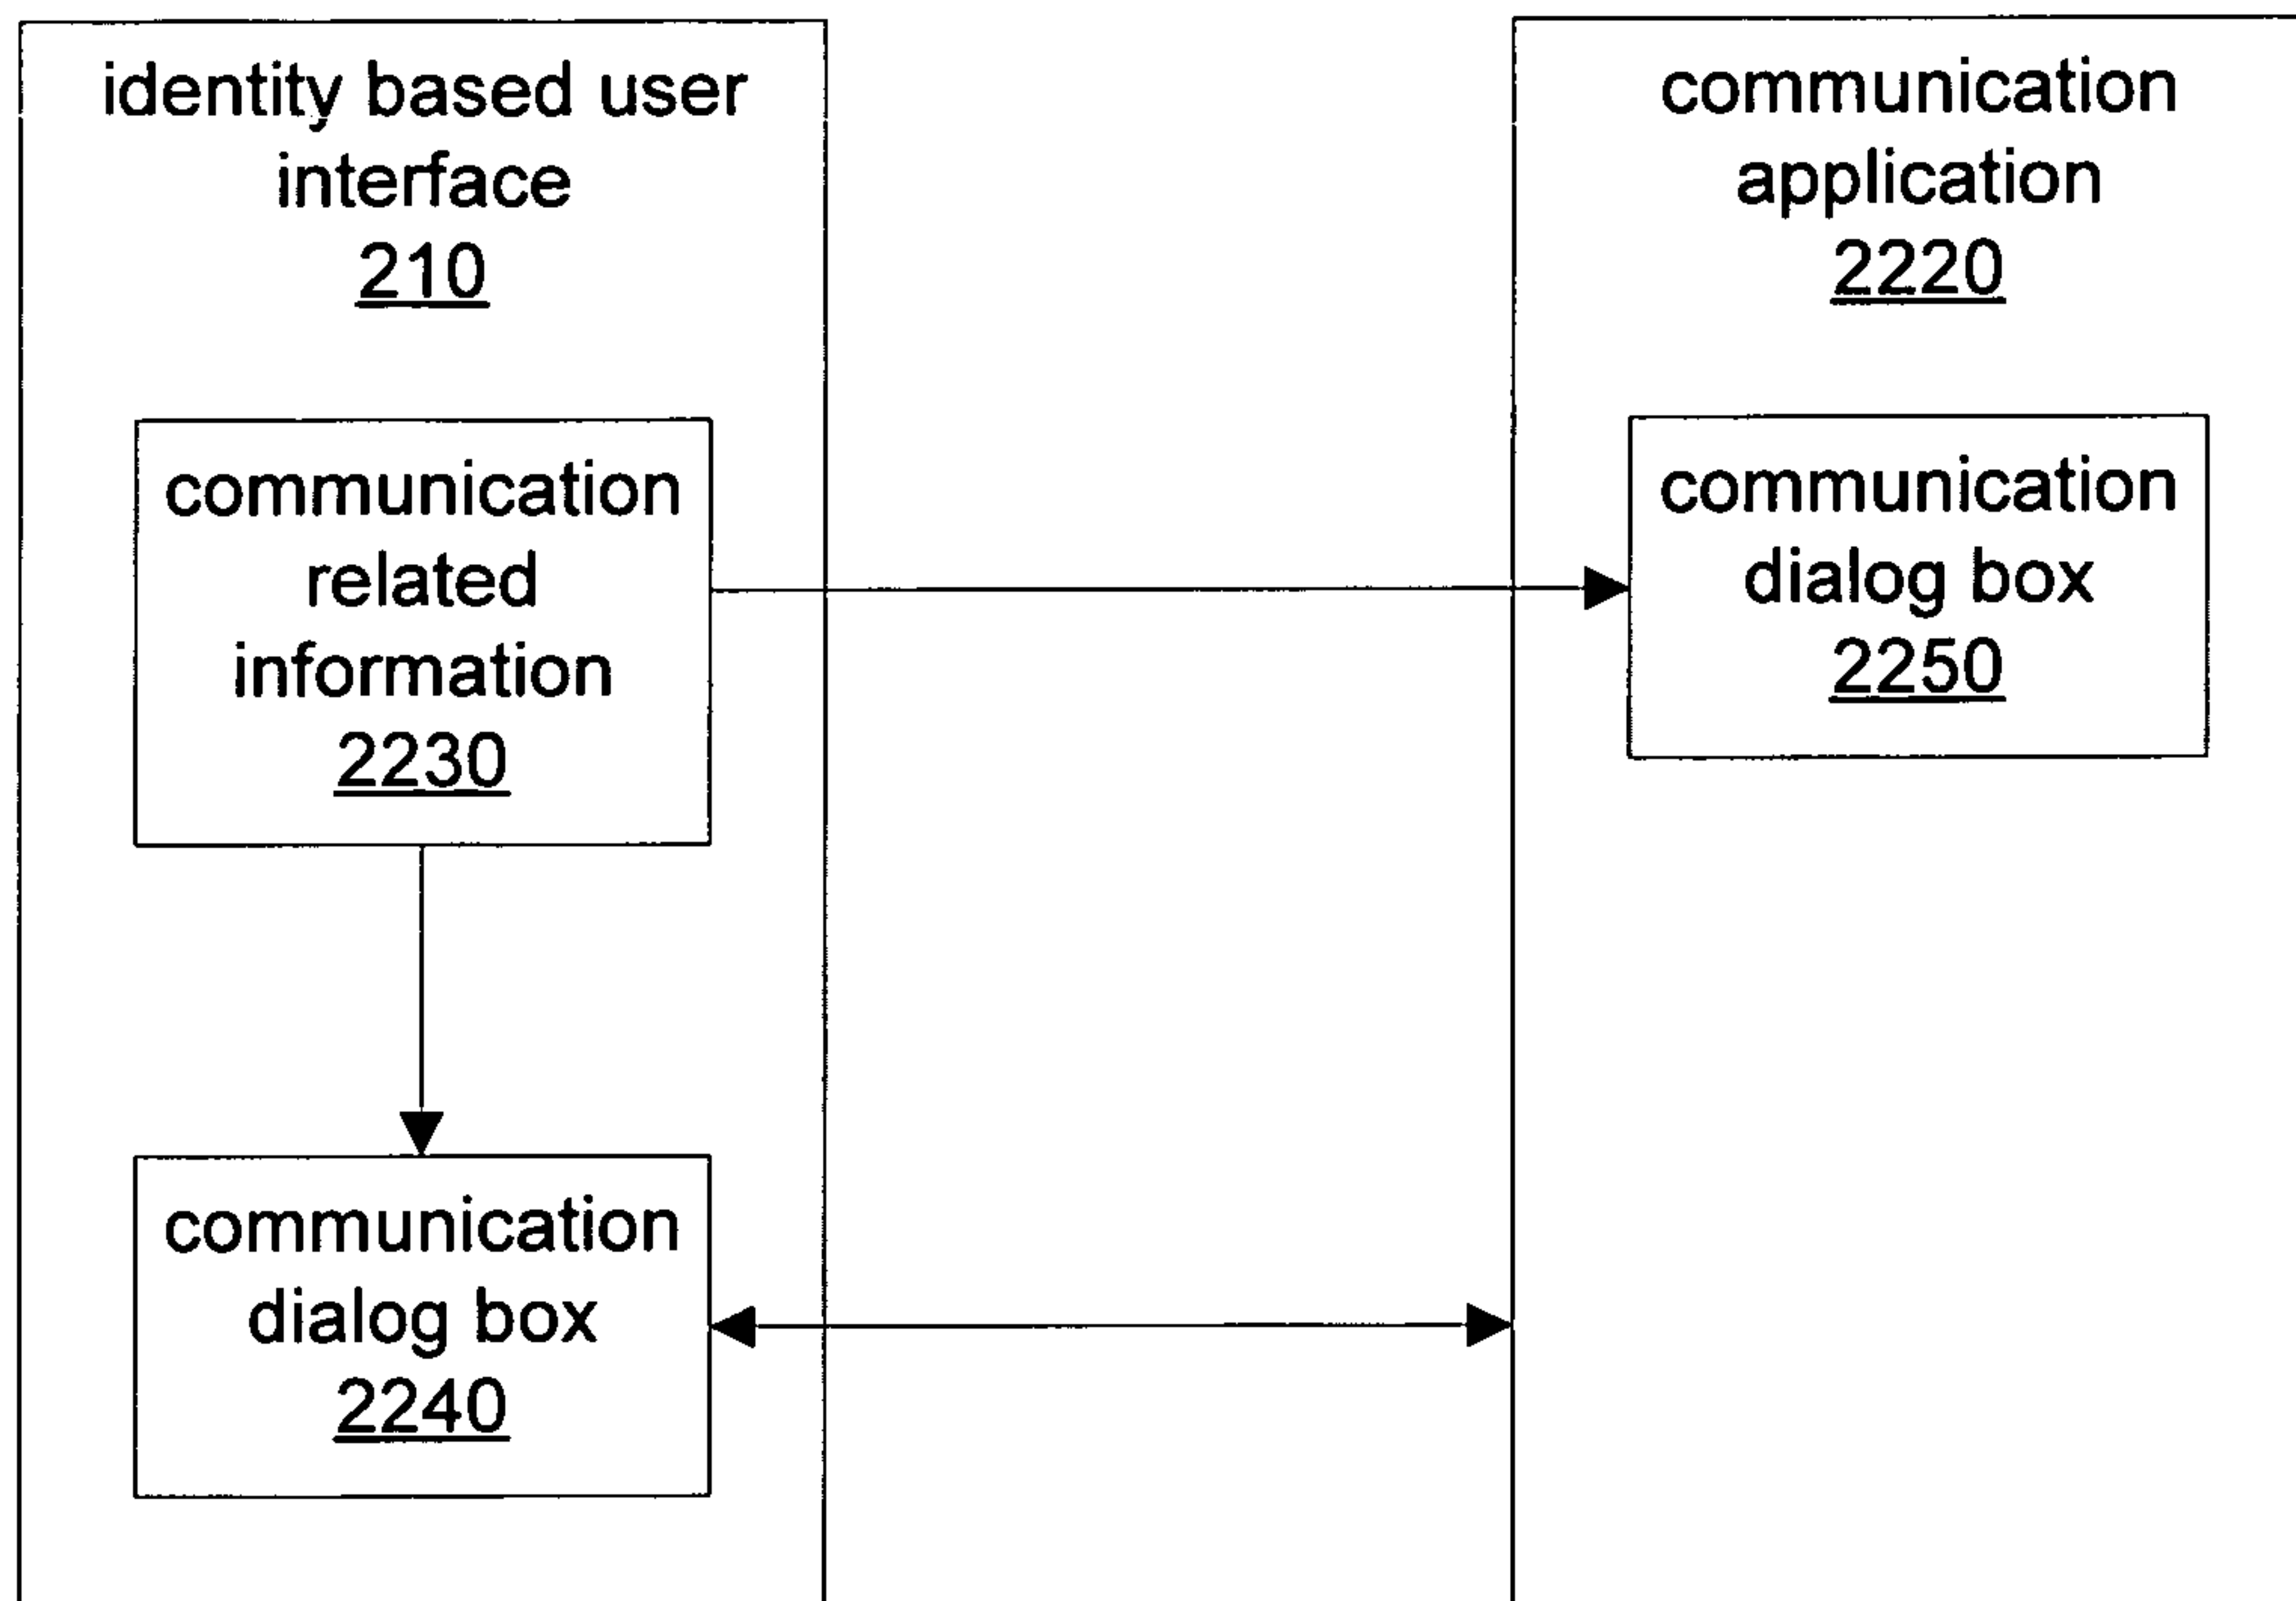 identity based user
interface
210
communication
application
2220
communication
related
information
2230
communication
dialog box
2250
communication
dialog box
2240